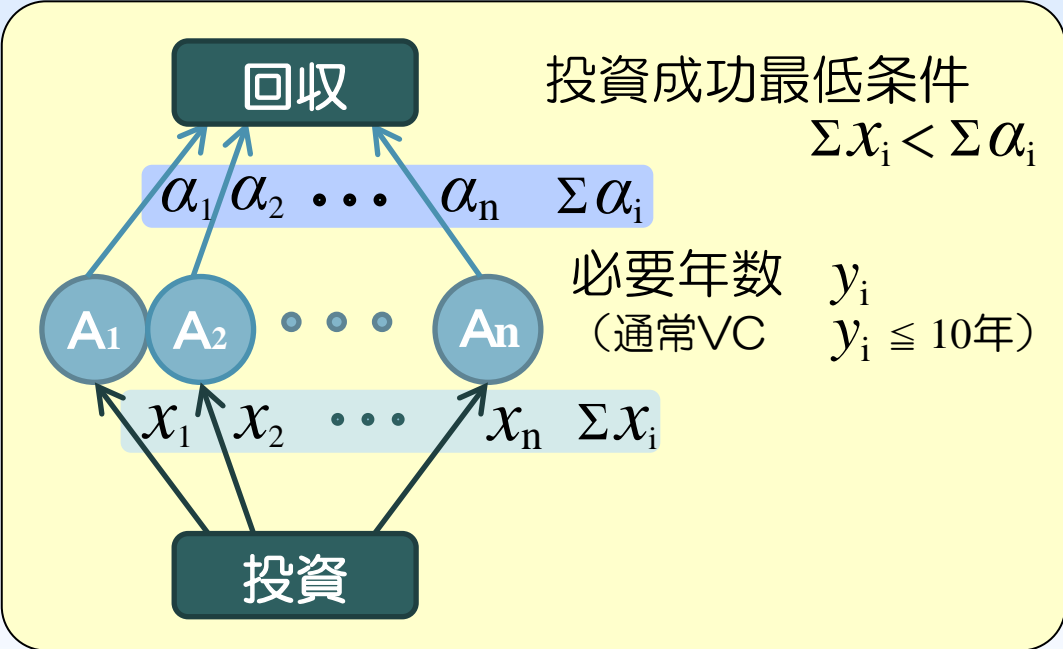 回収
投資成功最低条件
Σxi < Σαi
α1 α2 ••• αn Σαi
必要年数 yi
（通常VC yi ≦ 10年）
A1 A2 ••• An
x1 x2 ••• xn Σxi
投資